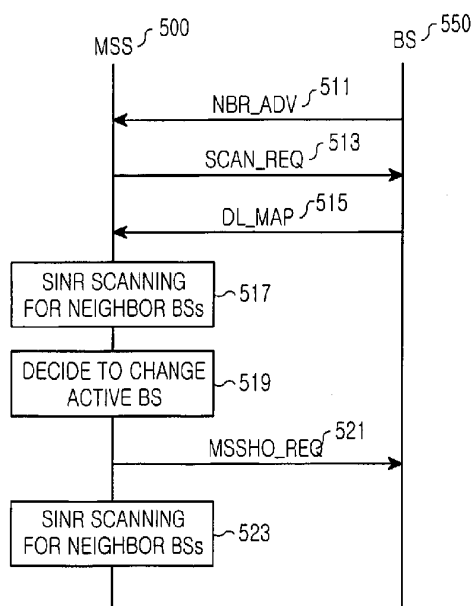 MSS 500
BS 550
NBR_ADV 511
SCAN_REQ 513
DL_MAP 515
SINR SCANNING
FOR NEIGHBOR BSs 517
DECIDE TO CHANGE
ACTIVE BS 519
MSSHO_REQ 521
SINR SCANNING
FOR NEIGHBOR BSs 523